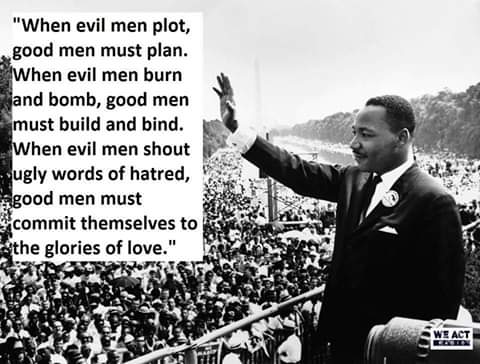 "When evil men plot,
good men must plan.
When evil men burn
and bomb, good men
must build and bind.
When evil men shout
ugly words of hatred,
good men must
commit themselves to
the glories of love."
WE ACT
RADIO